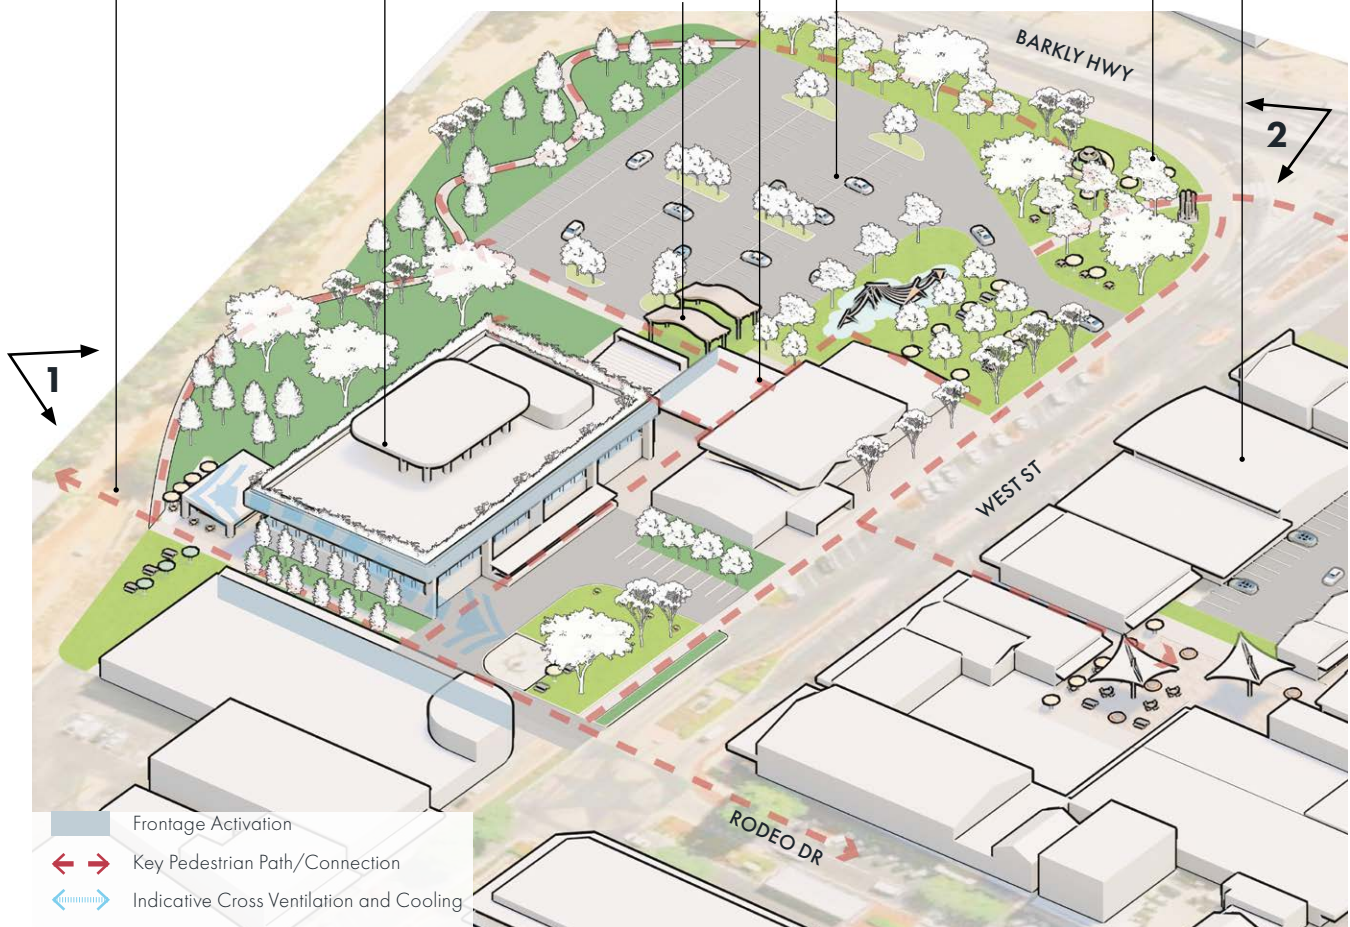 BARKLY HWY
2
1
WEST ST
RODEO DR
Frontage Activation
Key Pedestrian Path/Connection
Indicative Cross Ventilation and Cooling